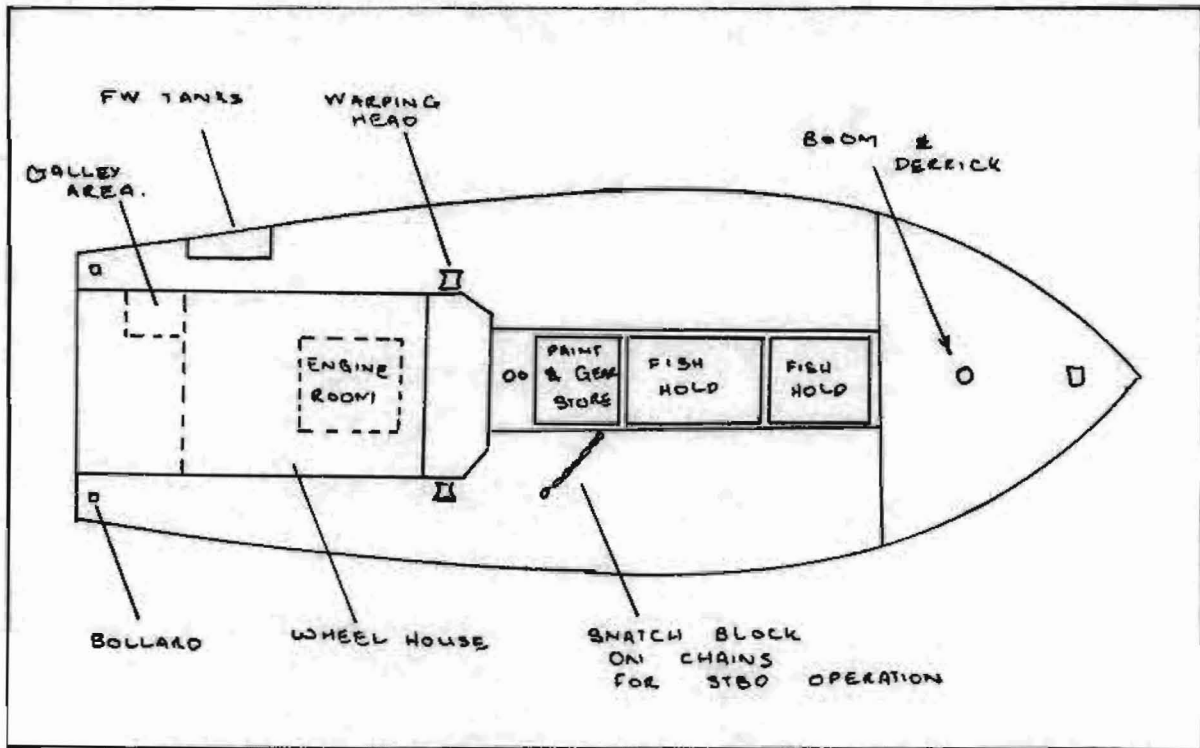 FW TANKS
WARPING
HEAD
BOOM &
DERRICK
GALLEY
AREA.
ENGINE
ROOM
PAINT
& GEAR
STORE
FISH
HOLD
FISH
HOLD
BOLLARD
WHEEL HOUSE
SNATCH BLOCK
ON CHAINS
FOR STBD OPERATION